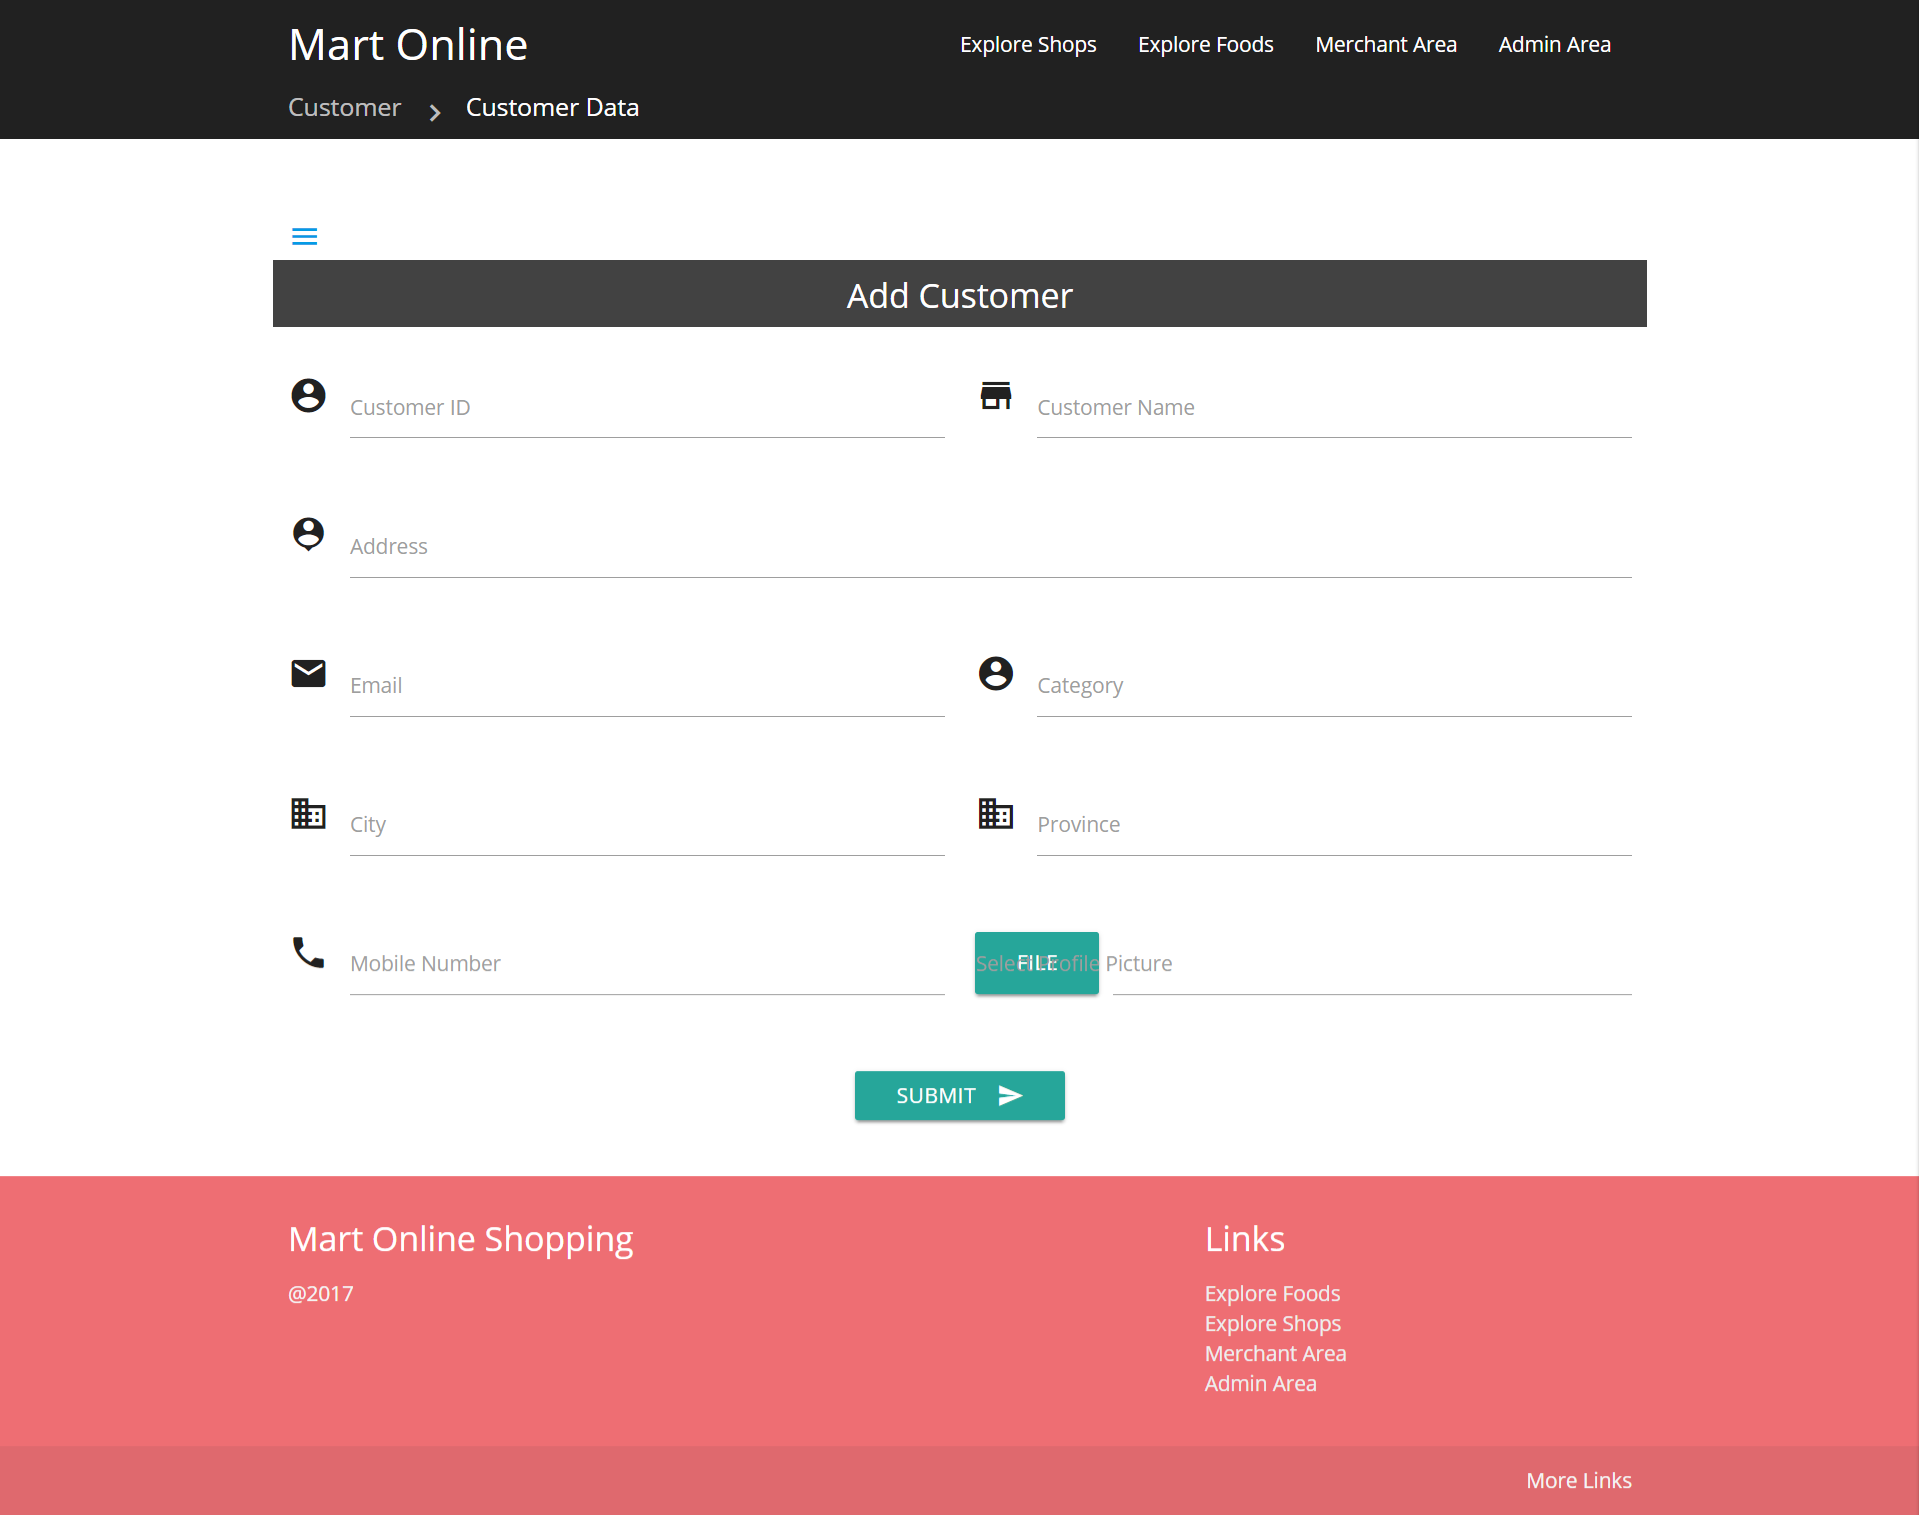 Mart Online
Explore Shops Explore Foods Merchant Area Admin Area
Customer Customer Data
Add Customer
Customer ID Customer Name
Address
Email Category
City Province
Mobile Number FILE Select Profile Picture
SUBMIT
Mart Online Shopping
@2017
Links
Explore Foods
Explore Shops
Merchant Area
Admin Area
More Links